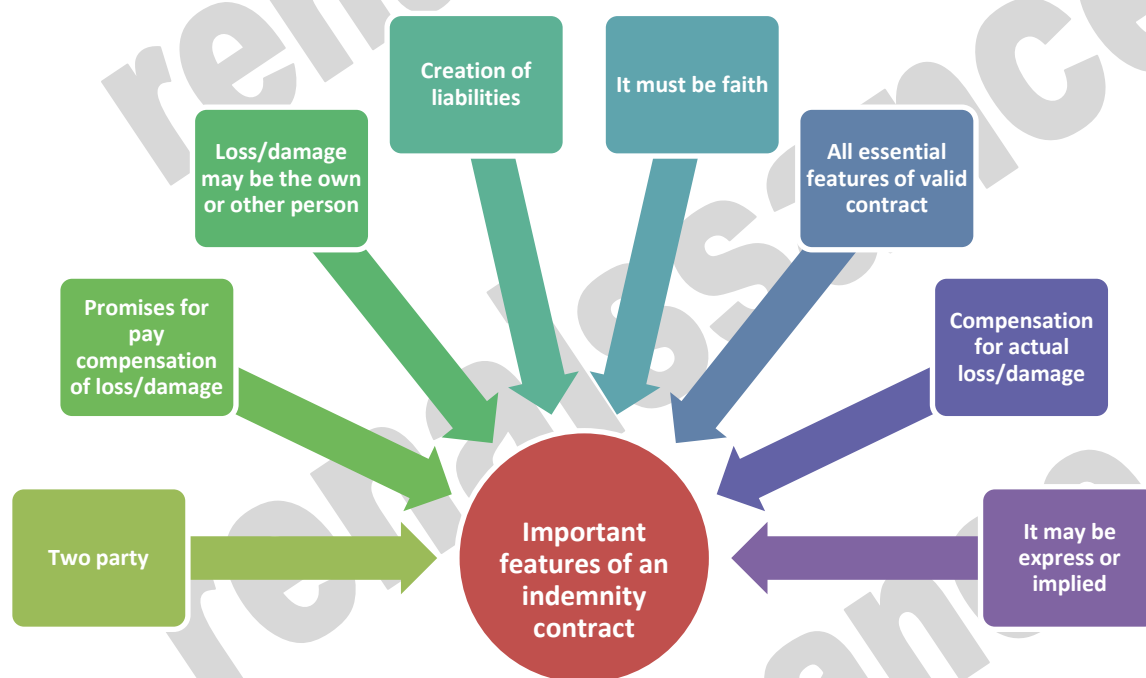 Two party
Promises for
pay
compensation
of loss/damage
Loss/damage
may be the own
or other person
Creation of
liabilities
It must be faith
All essential
features of valid
contract
Compensation
for actual
loss/damage
It may be
express or
implied
Important
features of an
indemnity
contract